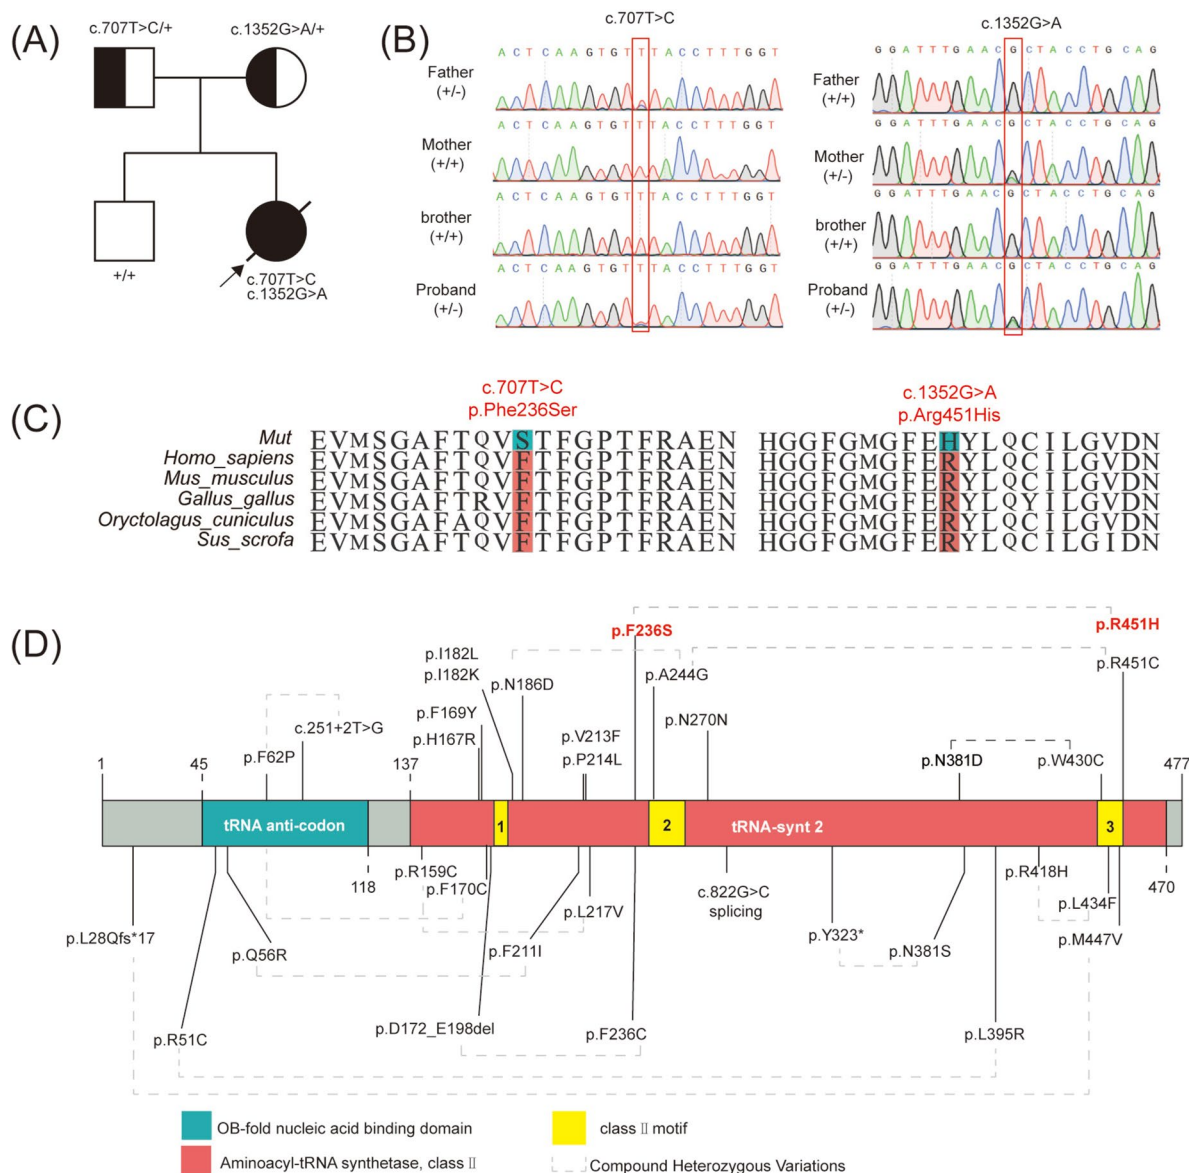 (A)
c.707T>C/+
c.1352G>A/+
+/+
c.707T>C
c.1352G>A
(B)
c.707T>C
A C T C A A G T G T T T A C C T T T G G T
Father
(+/-)
A C T C A A G T G T T T A C C T T T G G T
Mother
(+/+)
A C T C A A G T G T T T A C C T T T G G T
brother
(+/+)
A C T C A A G T G T T T A C C T T T G G T
Proband
(+/-)
c.1352G>A
G G A T T T G A A C G C T A C C T G C A G
Father
(+/+)
G G A T T T G A A C G C T A C C T G C A G
Mother
(+/-)
G G A T T T G A A C G C T A C C T G C A G
brother
(+/+)
G G A T T T G A A C G C T A C C T G C A G
Proband
(+/-)
(C)
c.707T>C
p.Phe236Ser
c.1352G>A
p.Arg451His
Mut EVMSGAFTQVSTFGPTFRAEN HGGFGMGFEHYLQCILGVDN
Homo_sapiens EVMSGAFTQVFTFGPTFRAEN HGGFGMGFERYLQCILGVDN
Mus_musculus EVMSGAFTQVFTFGPTFRAEN HGGFGMGFERYLQCILGVDN
Gallus_gallus EVMSGAFTRVFTFGPTFRAEN HGGFGMGFERYLQYILGVDN
Oryctolagus_cuniculus EVMSGAFAQVFTFGPTFRAEN HGGFGMGFERYLQCILGVDN
Sus_scrofa EVMSGAFTQVFTFGPTFRAEN HGGFGMGFERYLQCILGIDN
(D)
p.F236S
p.R451H
p.I182L
p.I182K
p.N186D
p.A244G
p.R451C
c.251+2T>G
p.F169Y
p.H167R
p.V213F
p.P214L
p.N270N
p.F62P
p.N381D
p.W430C
1
45
137
477
tRNA anti-codon
1
2
tRNA-synt 2
3
118
470
p.R159C
p.F170C
p.L217V
c.822G>C
splicing
p.R418H
p.L434F
p.L28Qfs*17
p.Q56R
p.F211I
p.Y323*
p.N381S
p.M447V
p.R51C
p.D172_E198del
p.F236C
p.L395R
OB-fold nucleic acid binding domain
class II motif
Aminoacyl-tRNA synthetase, class II
Compound Heterozygous Variations